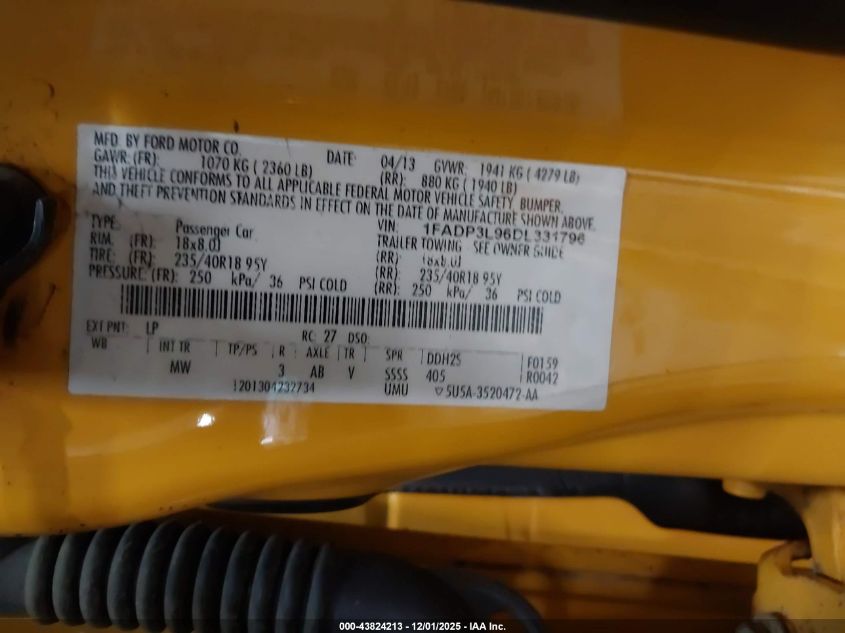 MFD. BY FORD MOTOR CO.
DATE: 04/13 GVWR: 1941 KG ( 4279 LB)
GAWR: (FR): 1070 KG ( 2360 LB) (RR): 880 KG ( 1940 LB)
THIS VEHICLE CONFORMS TO ALL APPLICABLE FEDERAL MOTOR VEHICLE SAFETY, BUMPER,
AND THEFT PREVENTION STANDARDS IN EFFECT ON THE DATE OF MANUFACTURE SHOWN ABOVE.
VIN: 1FADP3L96DL331796
TYPE: Passenger Car TRAILER TOWING - SEE OWNER GUIDE
RIM: (FR): 18x8.0J (RR): 18x8.0J
TIRE: (FR): 235/40R18 95Y (RR): 235/40R18 95Y
PRESSURE: (FR): 250 kPa/ 36 PSI COLD (RR): 250 kPa/ 36 PSI COLD
EXT PNT: LP RC: 27 DSO:
WB INT TR TP/PS R AXLE TR SPR DDH2S F0159
MW 3 AB V SSSS 405 R0042
1201304232734 UMU ▽5U5A-3520472-AA
000-43824213 - 12/01/2025 - IAA Inc.